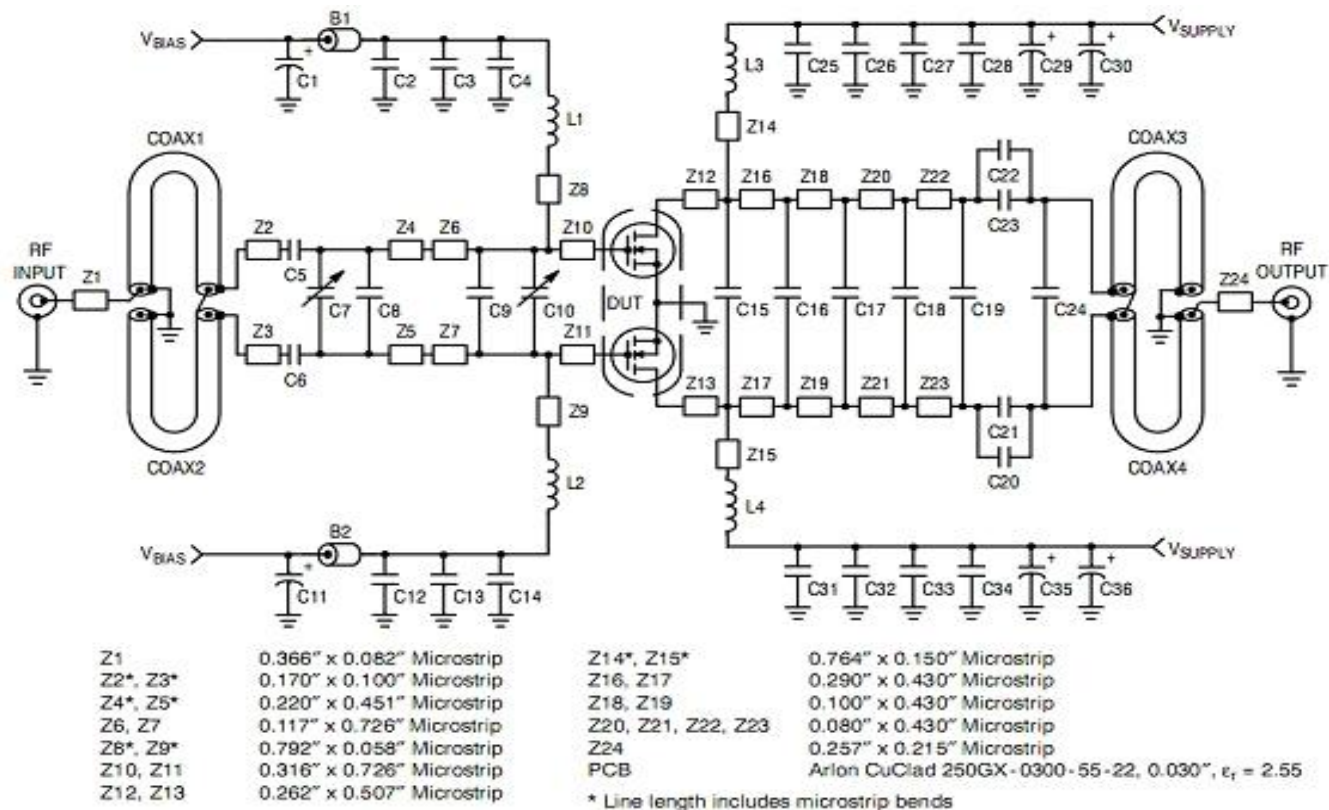 B1
V_BIAS
V_SUPPLY
C1
C2
C3
C4
L3
C25
C26
C27
C28
C29
C30
L1
Z14
COAX1
COAX3
C22
Z12
Z16
Z18
Z20
Z22
Z8
C23
Z2
Z4
Z6
Z10
RF
INPUT
Z1
C5
RF
OUTPUT
Z24
C7
C8
C9
C10
DUT
C15
C16
C17
C18
C19
C24
Z3
Z5
Z7
Z11
C6
Z13
Z17
Z19
Z21
Z23
Z9
C21
Z15
C20
COAX2
COAX4
L2
L4
B2
V_BIAS
V_SUPPLY
C11
C12
C13
C14
C31
C32
C33
C34
C35
C36
Z1 0.366″ x 0.082″ Microstrip
Z2*, Z3* 0.170″ x 0.100″ Microstrip
Z4*, Z5* 0.220″ x 0.451″ Microstrip
Z6, Z7 0.117″ x 0.726″ Microstrip
Z8*, Z9* 0.792″ x 0.058″ Microstrip
Z10, Z11 0.316″ x 0.726″ Microstrip
Z12, Z13 0.262″ x 0.507″ Microstrip
Z14*, Z15* 0.764″ x 0.150″ Microstrip
Z16, Z17 0.290″ x 0.430″ Microstrip
Z18, Z19 0.100″ x 0.430″ Microstrip
Z20, Z21, Z22, Z23 0.080″ x 0.430″ Microstrip
Z24 0.257″ x 0.215″ Microstrip
PCB Arlon CuClad 250GX-0300-55-22, 0.030″, εr = 2.55
* Line length includes microstrip bends